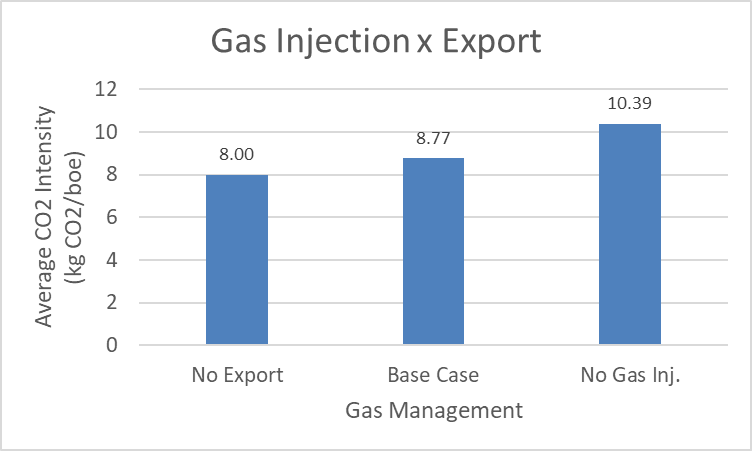 Gas Injection x Export
Average CO2 Intensity
(kg CO2/boe)
12
10
8
6
4
2
0
8.00
8.77
10.39
No Export
Base Case
No Gas Inj.
Gas Management